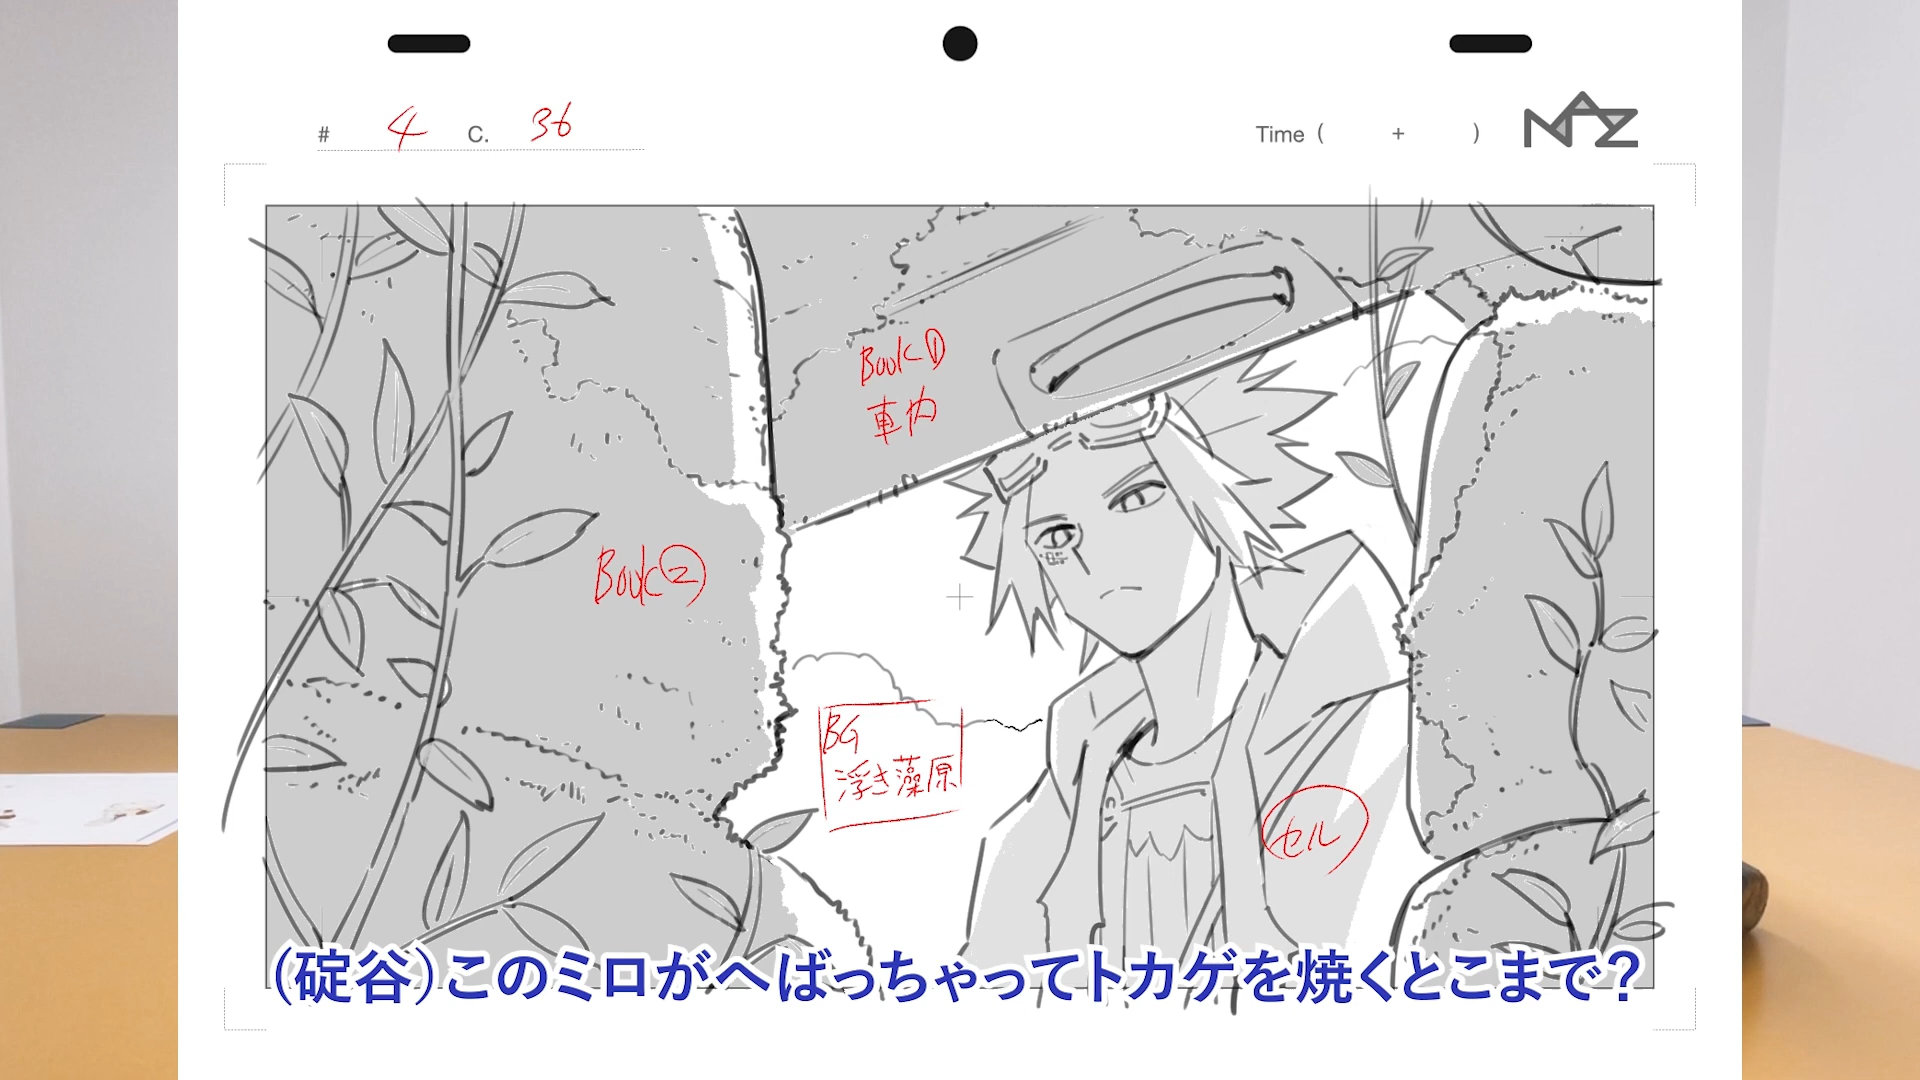 # 4 C. 36
Time ( + )
NAZ
Book①
車内
Book②
BG
浮き藻原
セル
(碇谷)このミロがへばっちゃってトカゲを焼くとこまで?